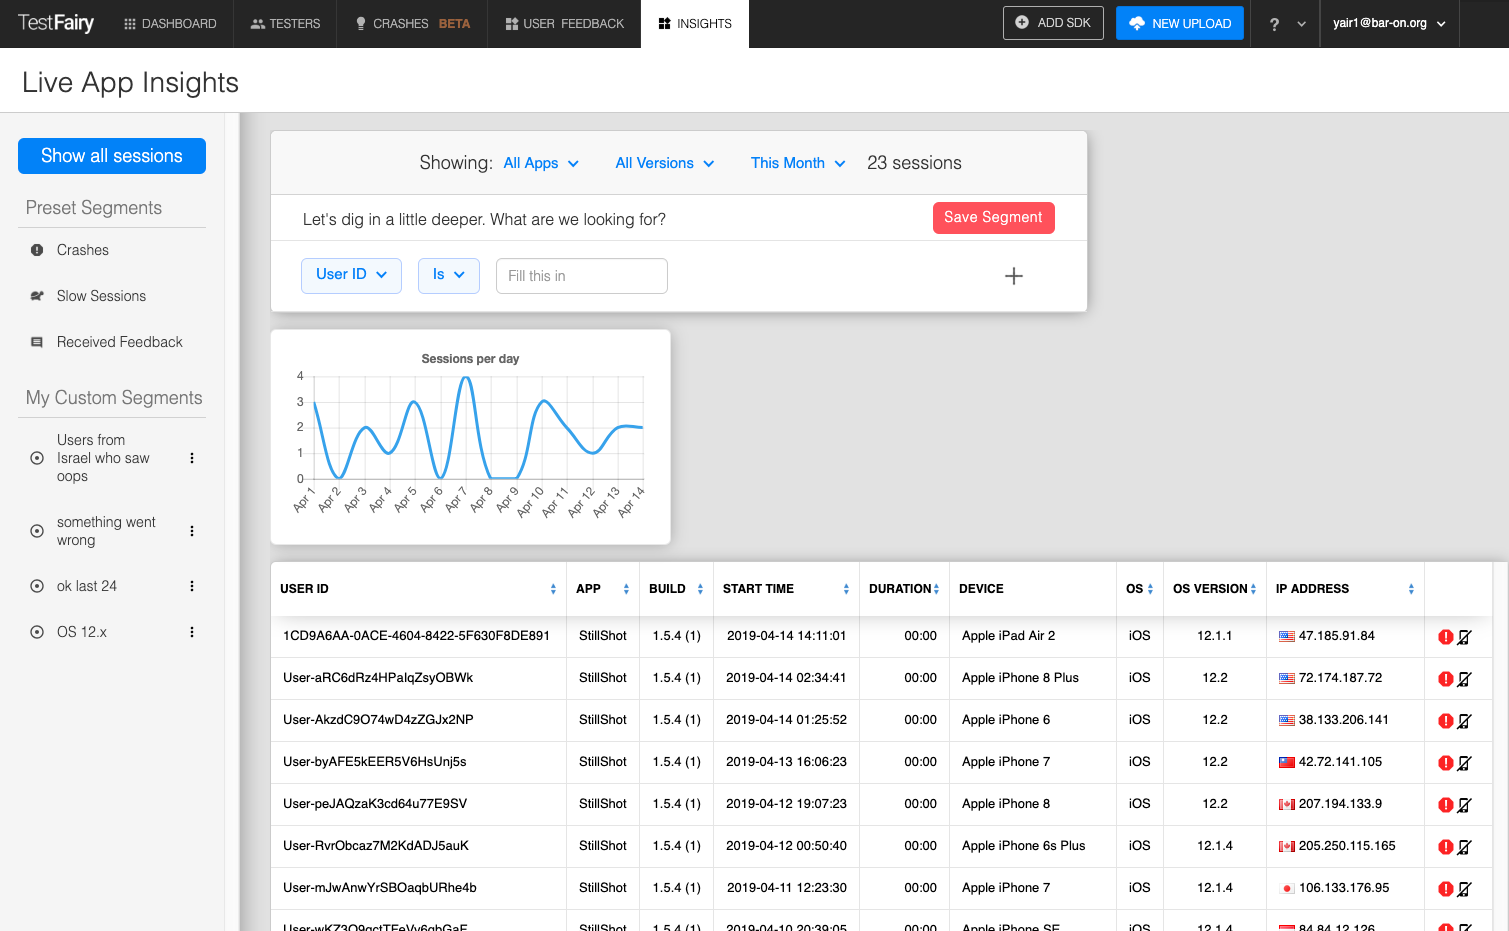 TestFairy
DASHBOARD
TESTERS
CRASHES BETA
USER FEEDBACK
INSIGHTS
ADD SDK
NEW UPLOAD
?
yair1@bar-on.org
Live App Insights
Show all sessions
Preset Segments
Crashes
Slow Sessions
Received Feedback
My Custom Segments
Users from
Israel who saw
oops
something went
wrong
ok last 24
OS 12.x
Showing: All Apps All Versions This Month 23 sessions
Let's dig in a little deeper. What are we looking for?
Save Segment
User ID Is Fill this in
Sessions per day
4
3
2
1
0
Apr 1 Apr 2 Apr 3 Apr 4 Apr 5 Apr 6 Apr 7 Apr 8 Apr 9 Apr 10 Apr 11 Apr 12 Apr 13 Apr 14
USER ID APP BUILD START TIME DURATION DEVICE OS OS VERSION IP ADDRESS
1CD9A6AA-0ACE-4604-8422-5F630F8DE891 StillShot 1.5.4 (1) 2019-04-14 14:11:01 00:00 Apple iPad Air 2 iOS 12.1.1 47.185.91.84
User-aRC6dRz4HPaIqZsyOBWk StillShot 1.5.4 (1) 2019-04-14 02:34:41 00:00 Apple iPhone 8 Plus iOS 12.2 72.174.187.72
User-AkzdC9O74wD4zZGJx2NP StillShot 1.5.4 (1) 2019-04-14 01:25:52 00:00 Apple iPhone 6 iOS 12.2 38.133.206.141
User-byAFE5kEER5V6HsUnj5s StillShot 1.5.4 (1) 2019-04-13 16:06:23 00:00 Apple iPhone 7 iOS 12.2 42.72.141.105
User-peJAQzaK3cd64u77E9SV StillShot 1.5.4 (1) 2019-04-12 19:07:23 00:00 Apple iPhone 8 iOS 12.2 207.194.133.9
User-RvrObcaz7M2KdADJ5auK StillShot 1.5.4 (1) 2019-04-12 00:50:40 00:00 Apple iPhone 6s Plus iOS 12.1.4 205.250.115.165
User-mJwAnwYrSBOaqbURhe4b StillShot 1.5.4 (1) 2019-04-11 12:23:30 00:00 Apple iPhone 7 iOS 12.1.4 106.133.176.95
StillShot 1.5.4 (1) 2019-04-10 20:39:05 00:00 Apple iPhone SE iOS 12.1.4 84.84.12.126